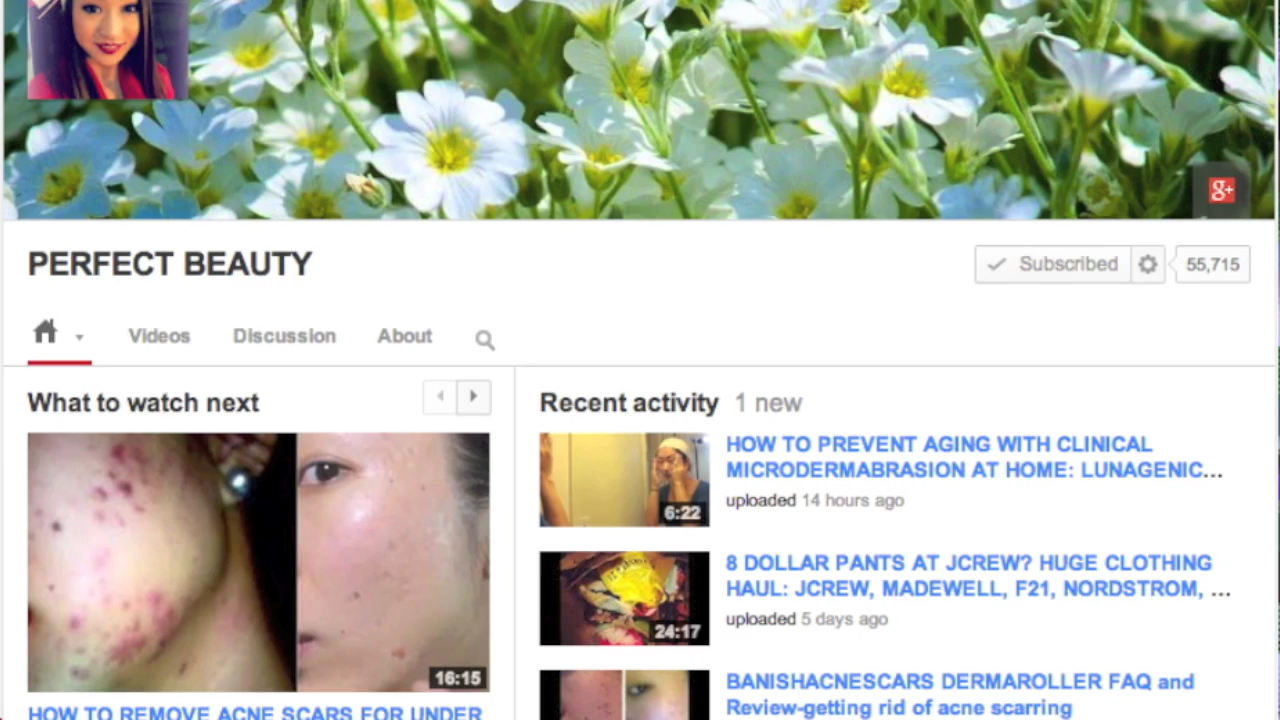 g+
PERFECT BEAUTY
Subscribed
55,715
Videos
Discussion
About
What to watch next
16:15
HOW TO REMOVE ACNE SCARS FOR UNDER
Recent activity 1 new
6:22
HOW TO PREVENT AGING WITH CLINICAL
MICRODERMABRASION AT HOME: LUNAGENIC...
uploaded 14 hours ago
24:17
8 DOLLAR PANTS AT JCREW? HUGE CLOTHING
HAUL: JCREW, MADEWELL, F21, NORDSTROM, ...
uploaded 5 days ago
BANISHACNESCARS DERMAROLLER FAQ and
Review-getting rid of acne scarring